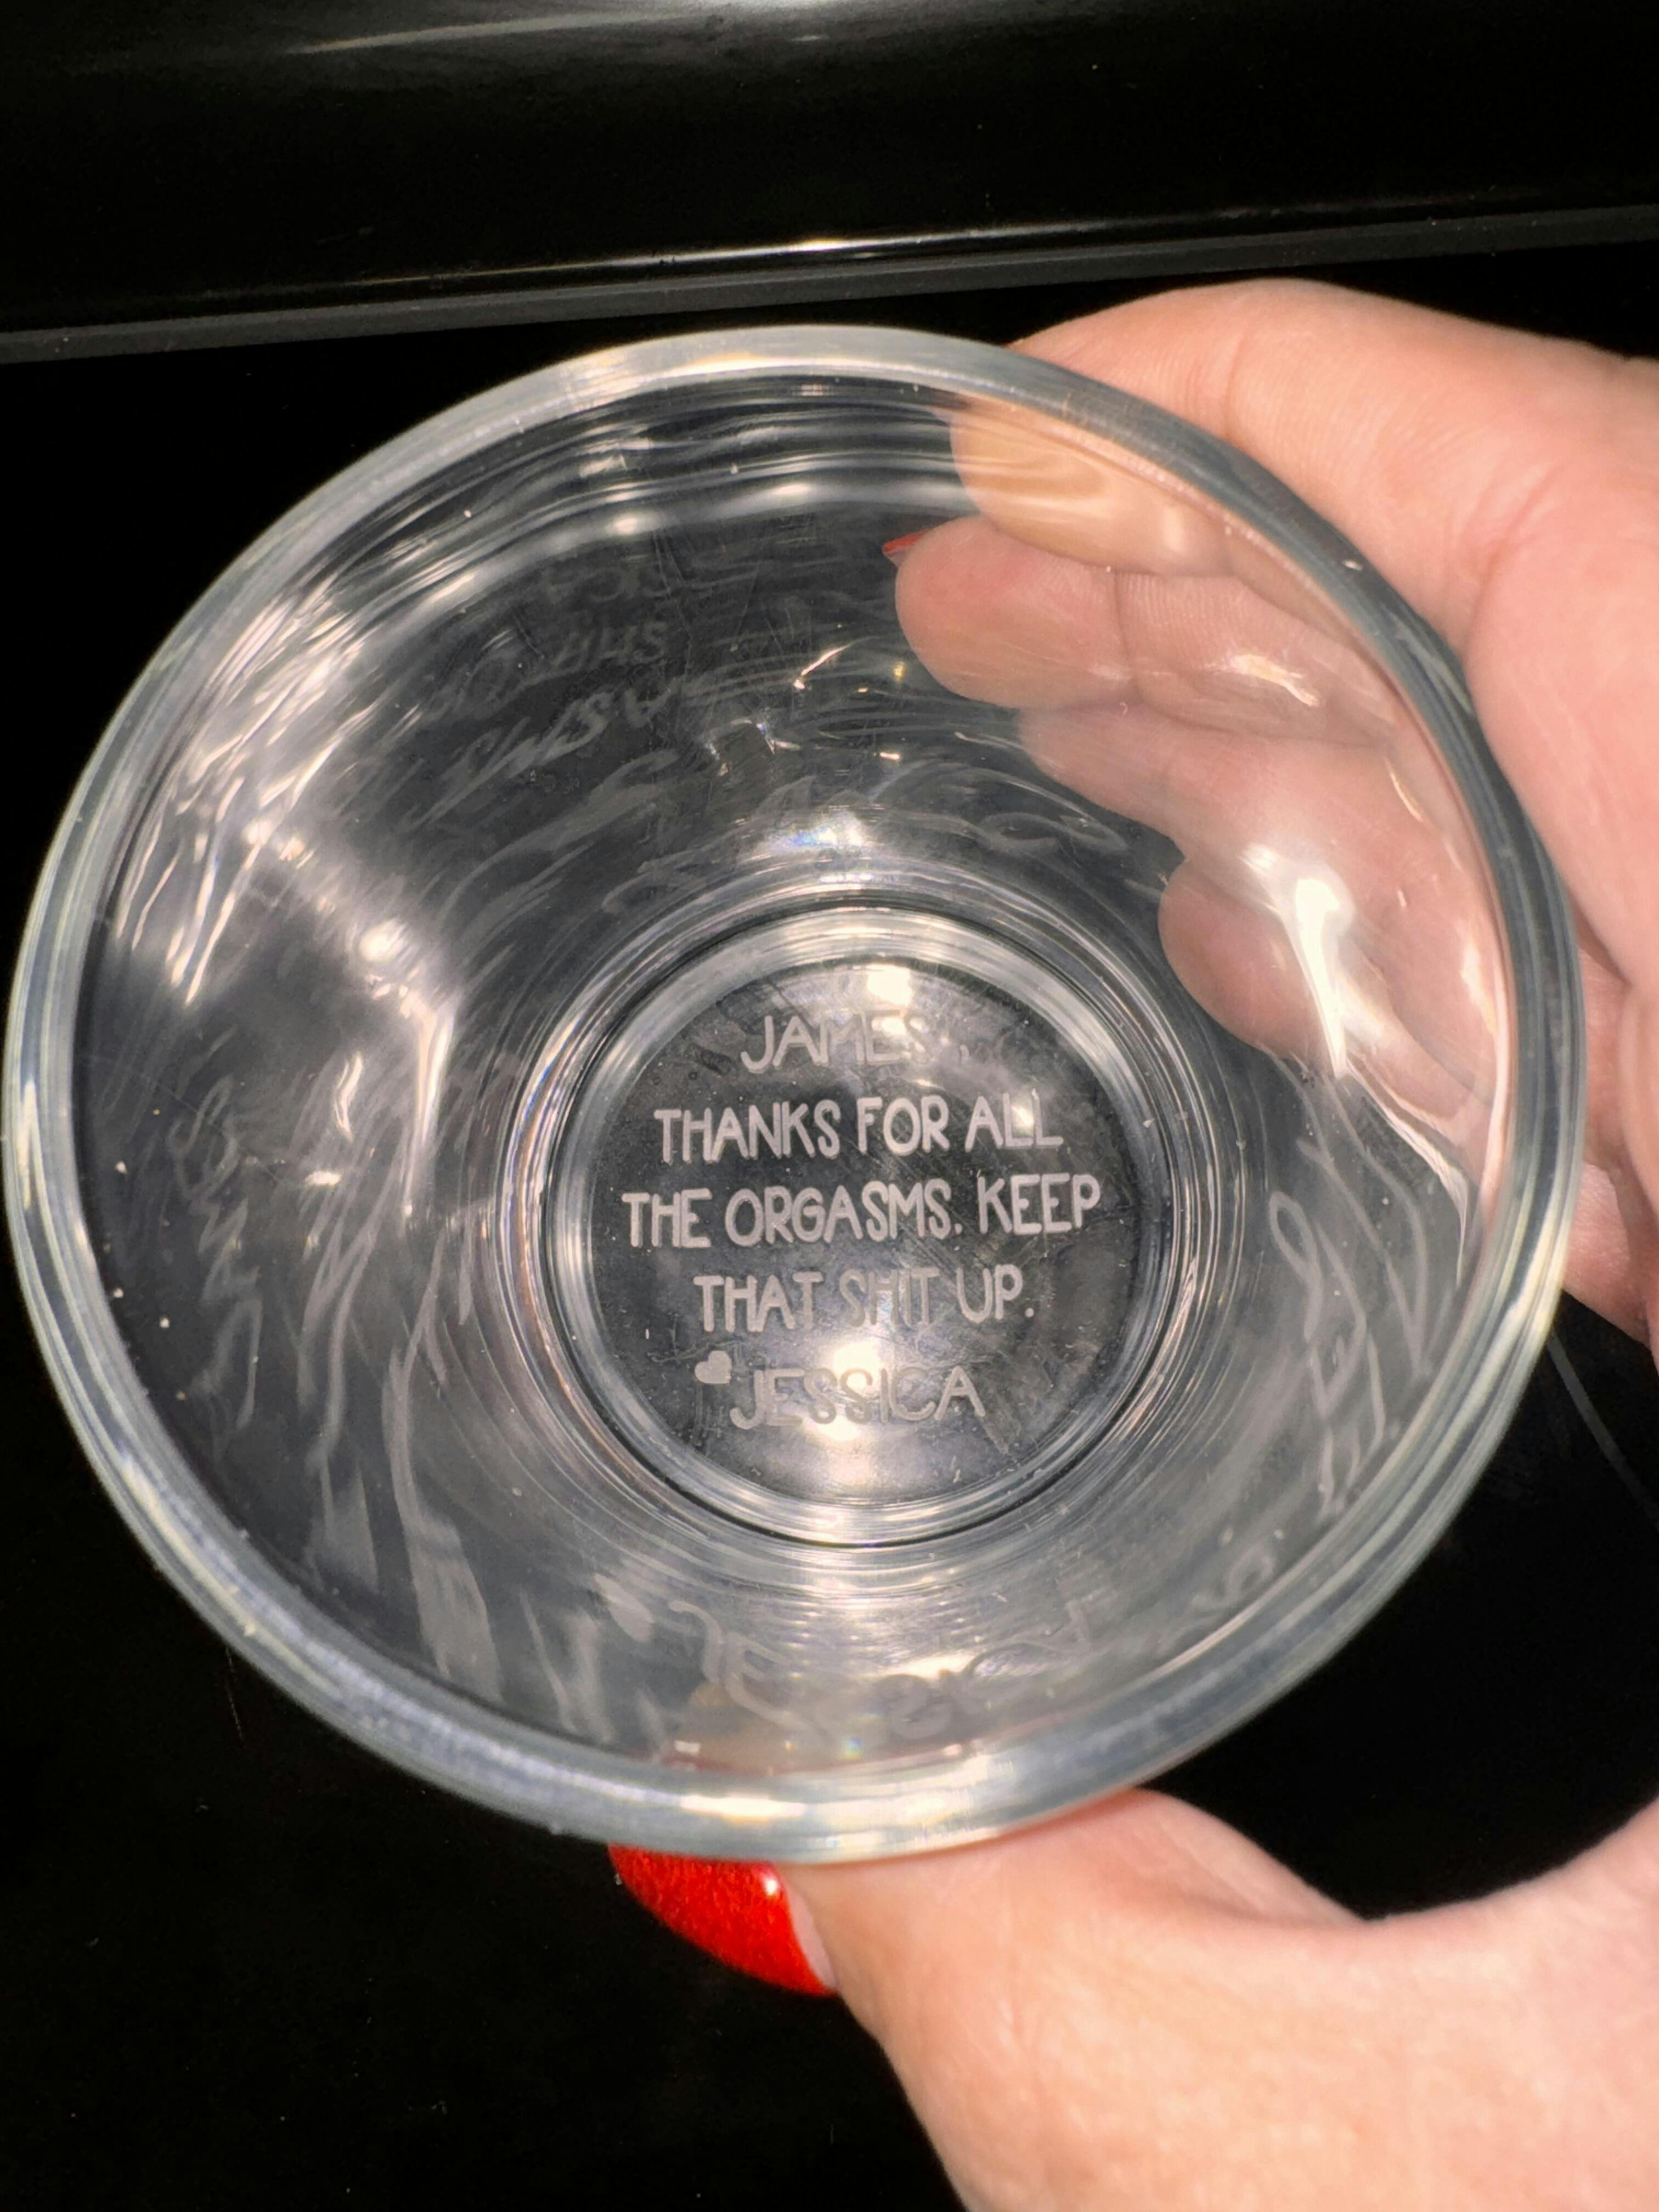 JAMES,
THANKS FOR ALL
THE ORGASMS. KEEP
THAT SHIT UP.
♥JESSICA